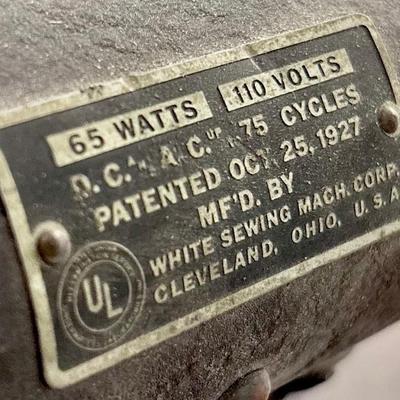 65 WATTS 110 VOLTS
D.C. A.C. UP 75 CYCLES
PATENTED OCT 25, 1927
MF'D. BY
WHITE SEWING MACH. CORP.
CLEVELAND, OHIO, U.S.A
UL